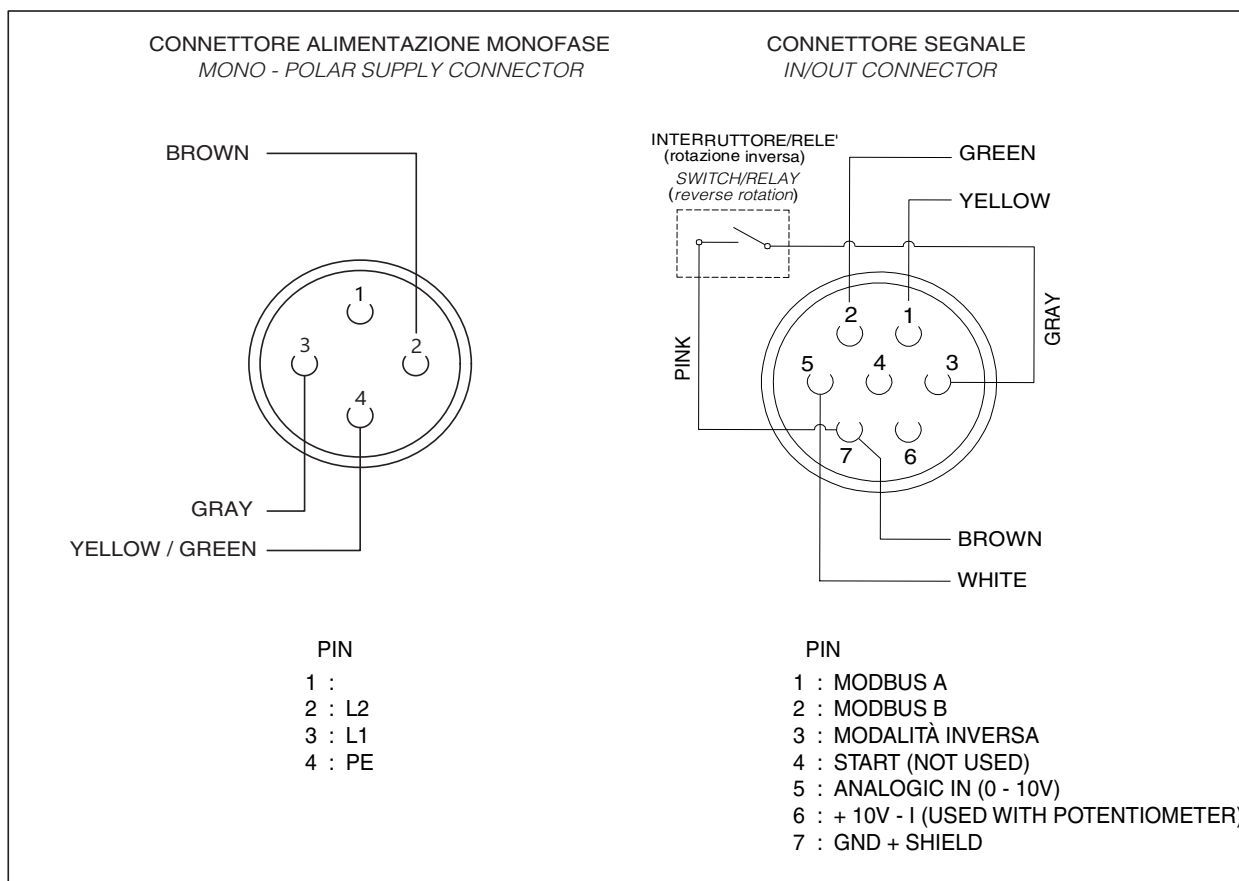 CONNETTORE ALIMENTAZIONE MONOFASE
MONO - POLAR SUPPLY CONNECTOR
BROWN
1
3
2
4
GRAY
YELLOW / GREEN
PIN
1 :
2 : L2
3 : L1
4 : PE
CONNETTORE SEGNALE
IN/OUT CONNECTOR
INTERRUTTORE/RELE'
(rotazione inversa)
SWITCH/RELAY
(reverse rotation)
GREEN
YELLOW
PINK
GRAY
2
1
5
4
3
7
6
BROWN
WHITE
PIN
1 : MODBUS A
2 : MODBUS B
3 : MODALITÀ INVERSA
4 : START (NOT USED)
5 : ANALOGIC IN (0 - 10V)
6 : + 10V - I (USED WITH POTENTIOMETER)
7 : GND + SHIELD